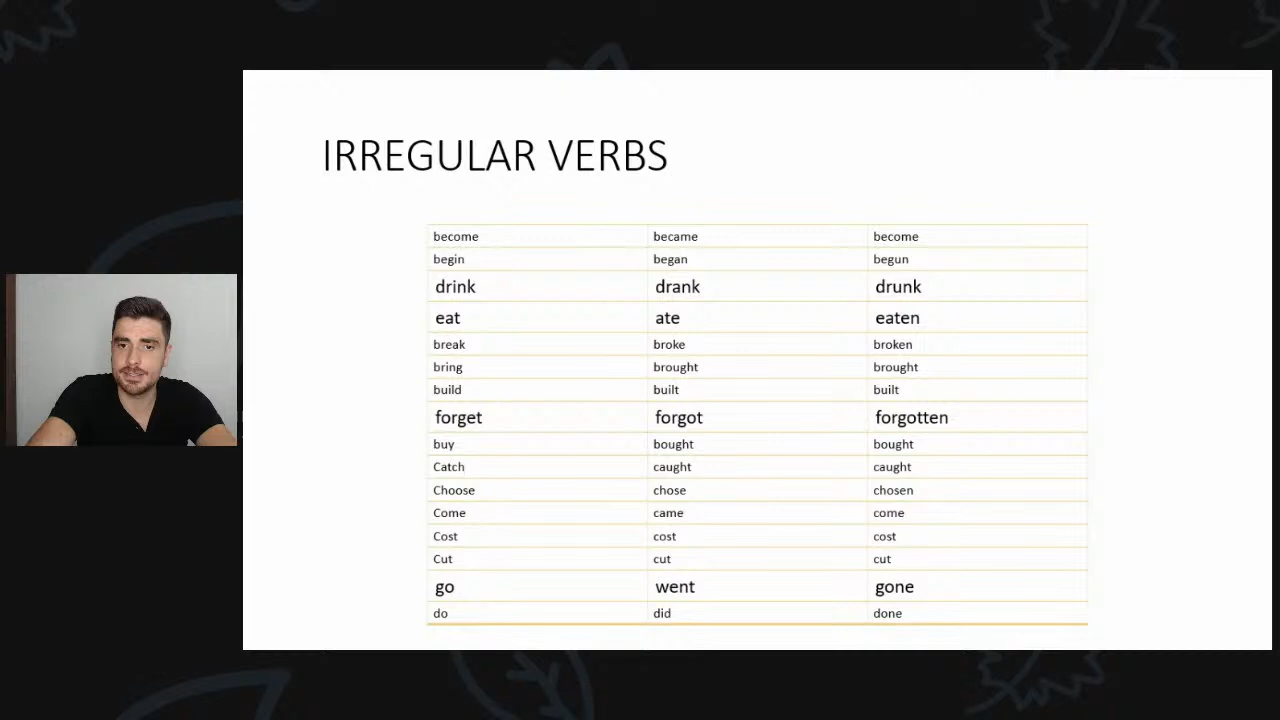 IRREGULAR VERBS
become became become
begin began begun
drink drank drunk
eat ate eaten
break broke broken
bring brought brought
build built built
forget forgot forgotten
buy bought bought
Catch caught caught
Choose chose chosen
Come came come
Cost cost cost
Cut cut cut
go went gone
do did done